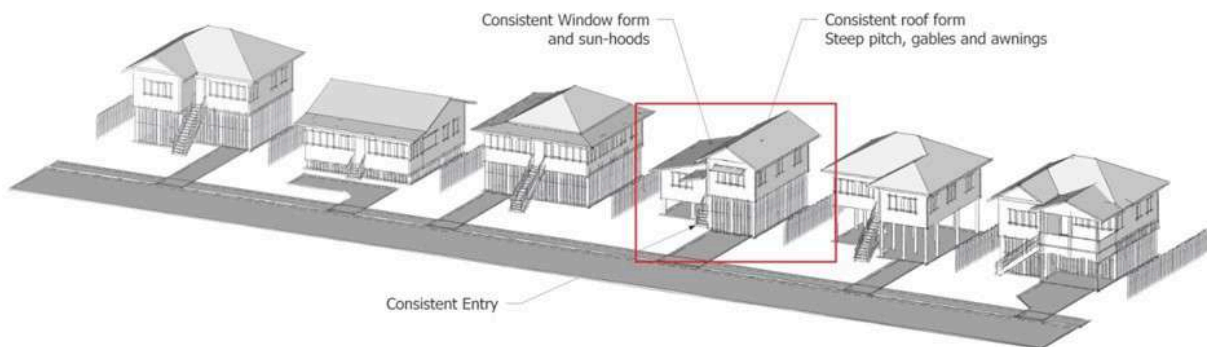 Consistent Window form
and sun-hoods
Consistent roof form
Steep pitch, gables and awnings
Consistent Entry